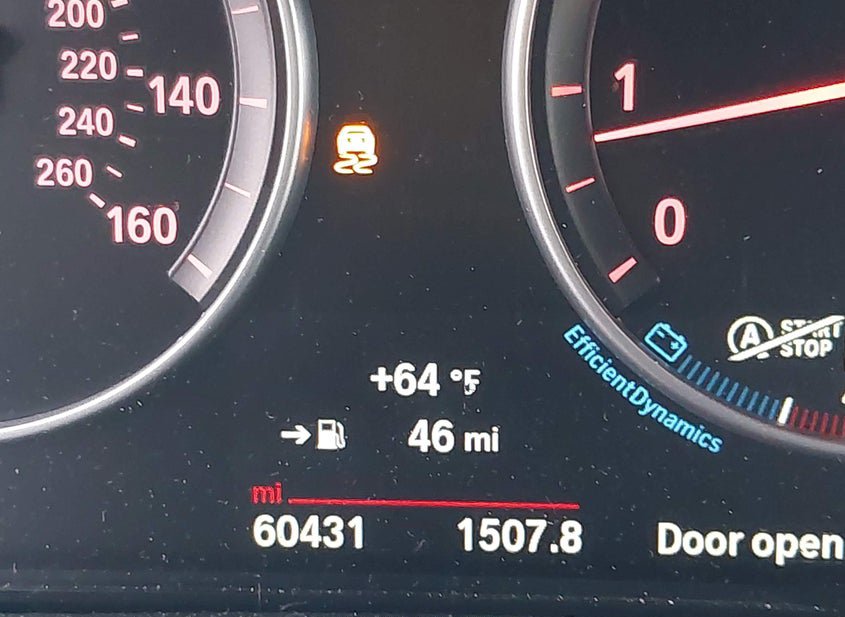 200
220
140
240
260
160
1
0
+64 °F
46 mi
EfficientDynamics
A START STOP
mi
60431 1507.8
Door open